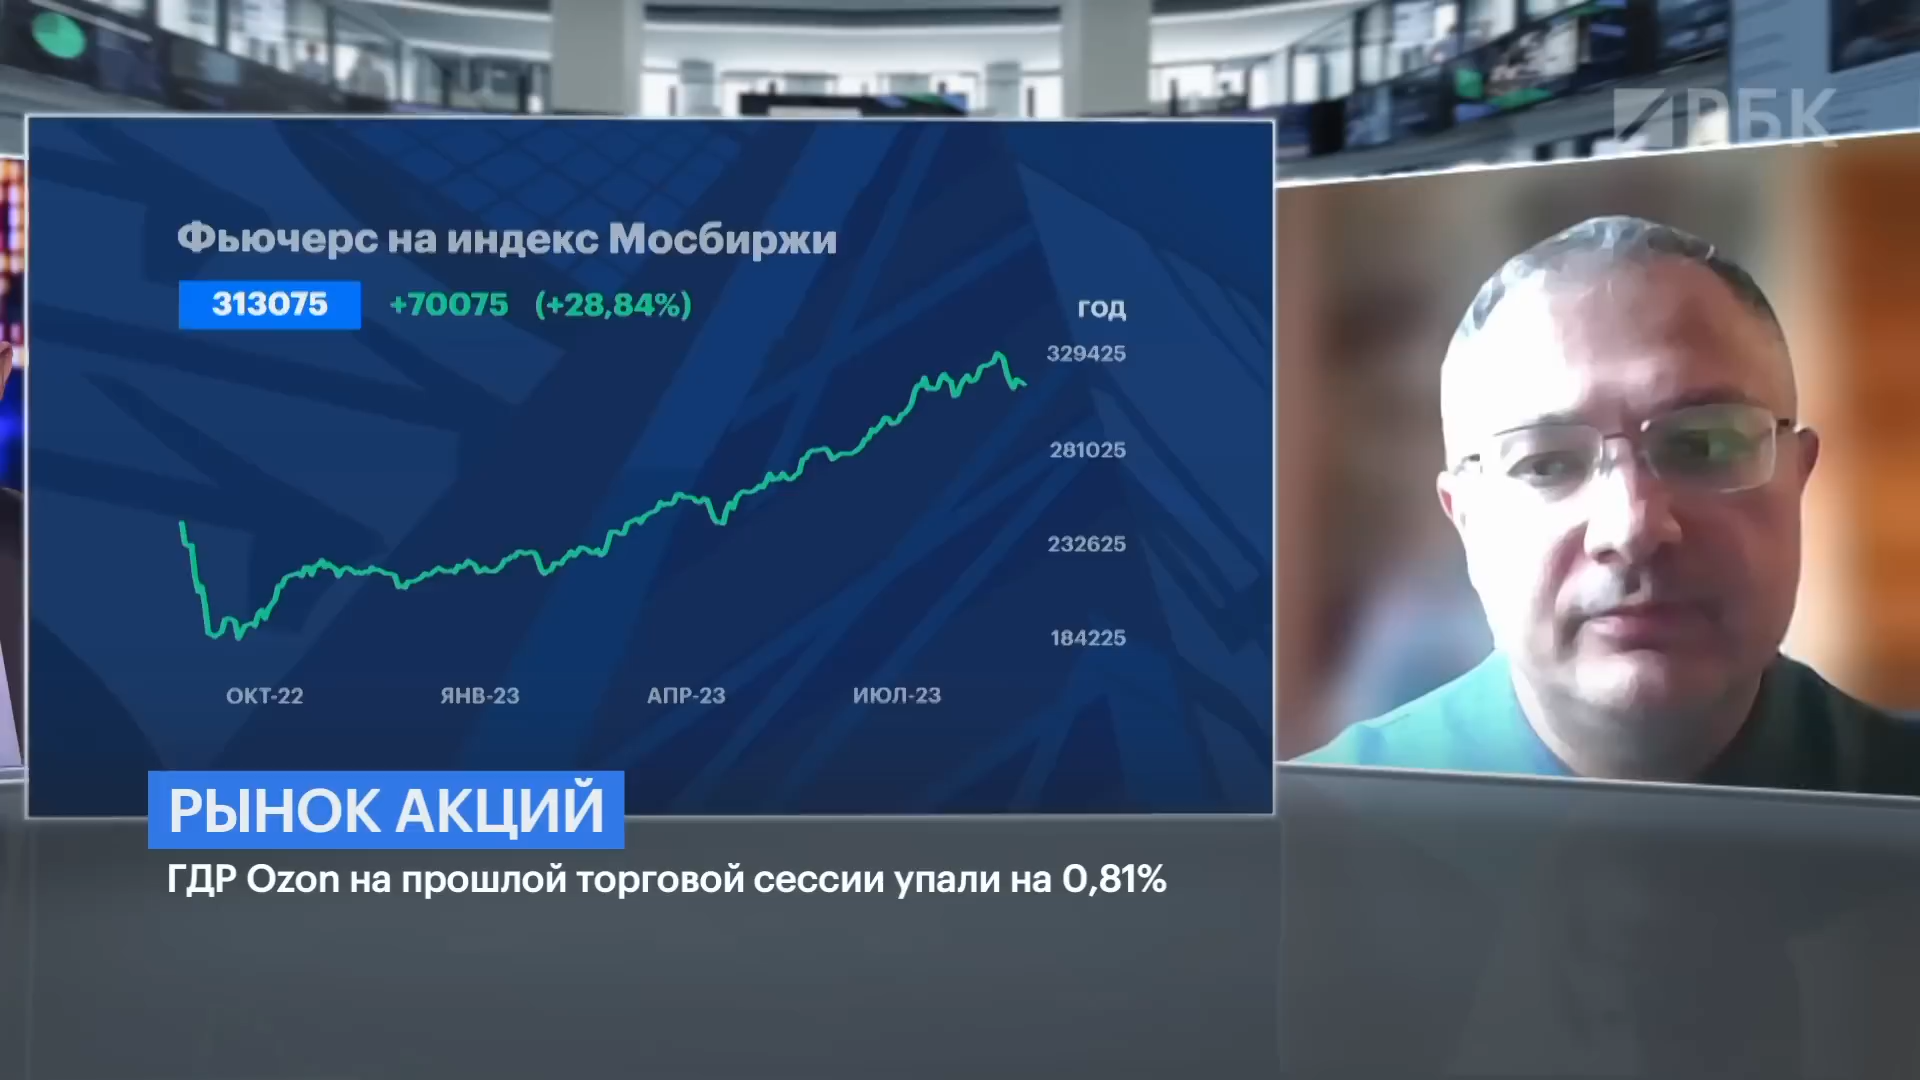 РБК
Фьючерс на индекс Мосбиржи
313075 +70075 (+28,84%)
ГОД
329425
281025
232625
184225
ОКТ-22 ЯНВ-23 АПР-23 ИЮЛ-23
РЫНОК АКЦИЙ
ГДР Ozon на прошлой торговой сессии упали на 0,81%